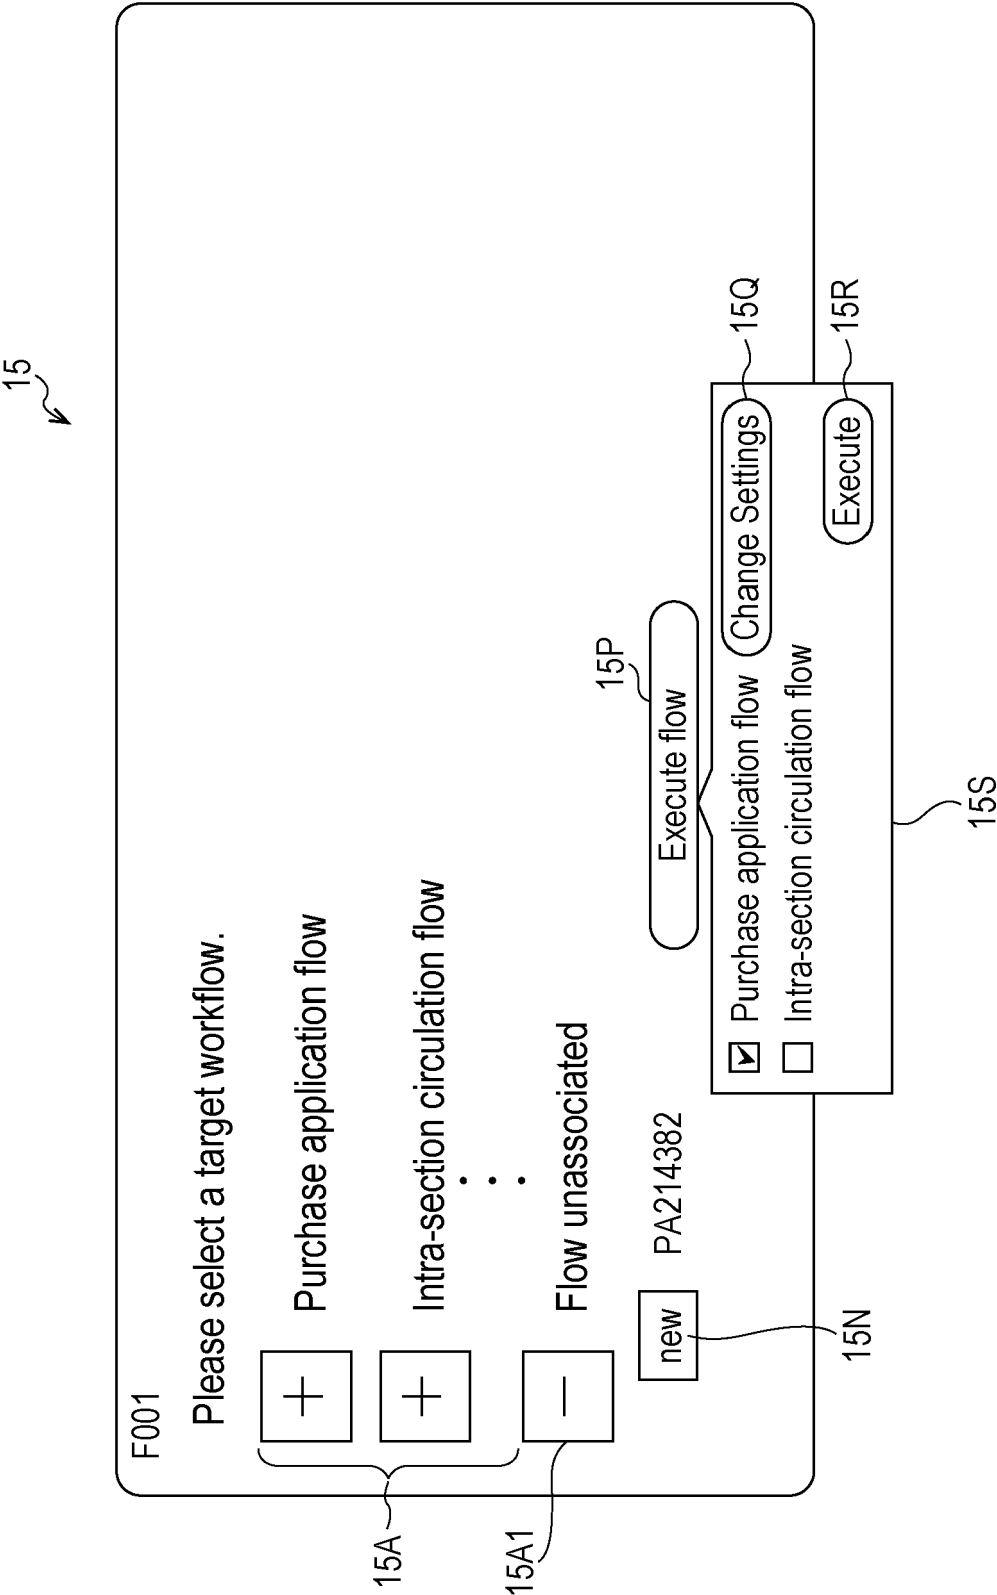 15
F001
Please select a target workflow.
+ Purchase application flow
+ Intra-section circulation flow
− Flow unassociated
15A
15A1
new PA214382
15N
Execute flow
15P
Purchase application flow Change Settings
15Q
Intra-section circulation flow
Execute
15R
15S